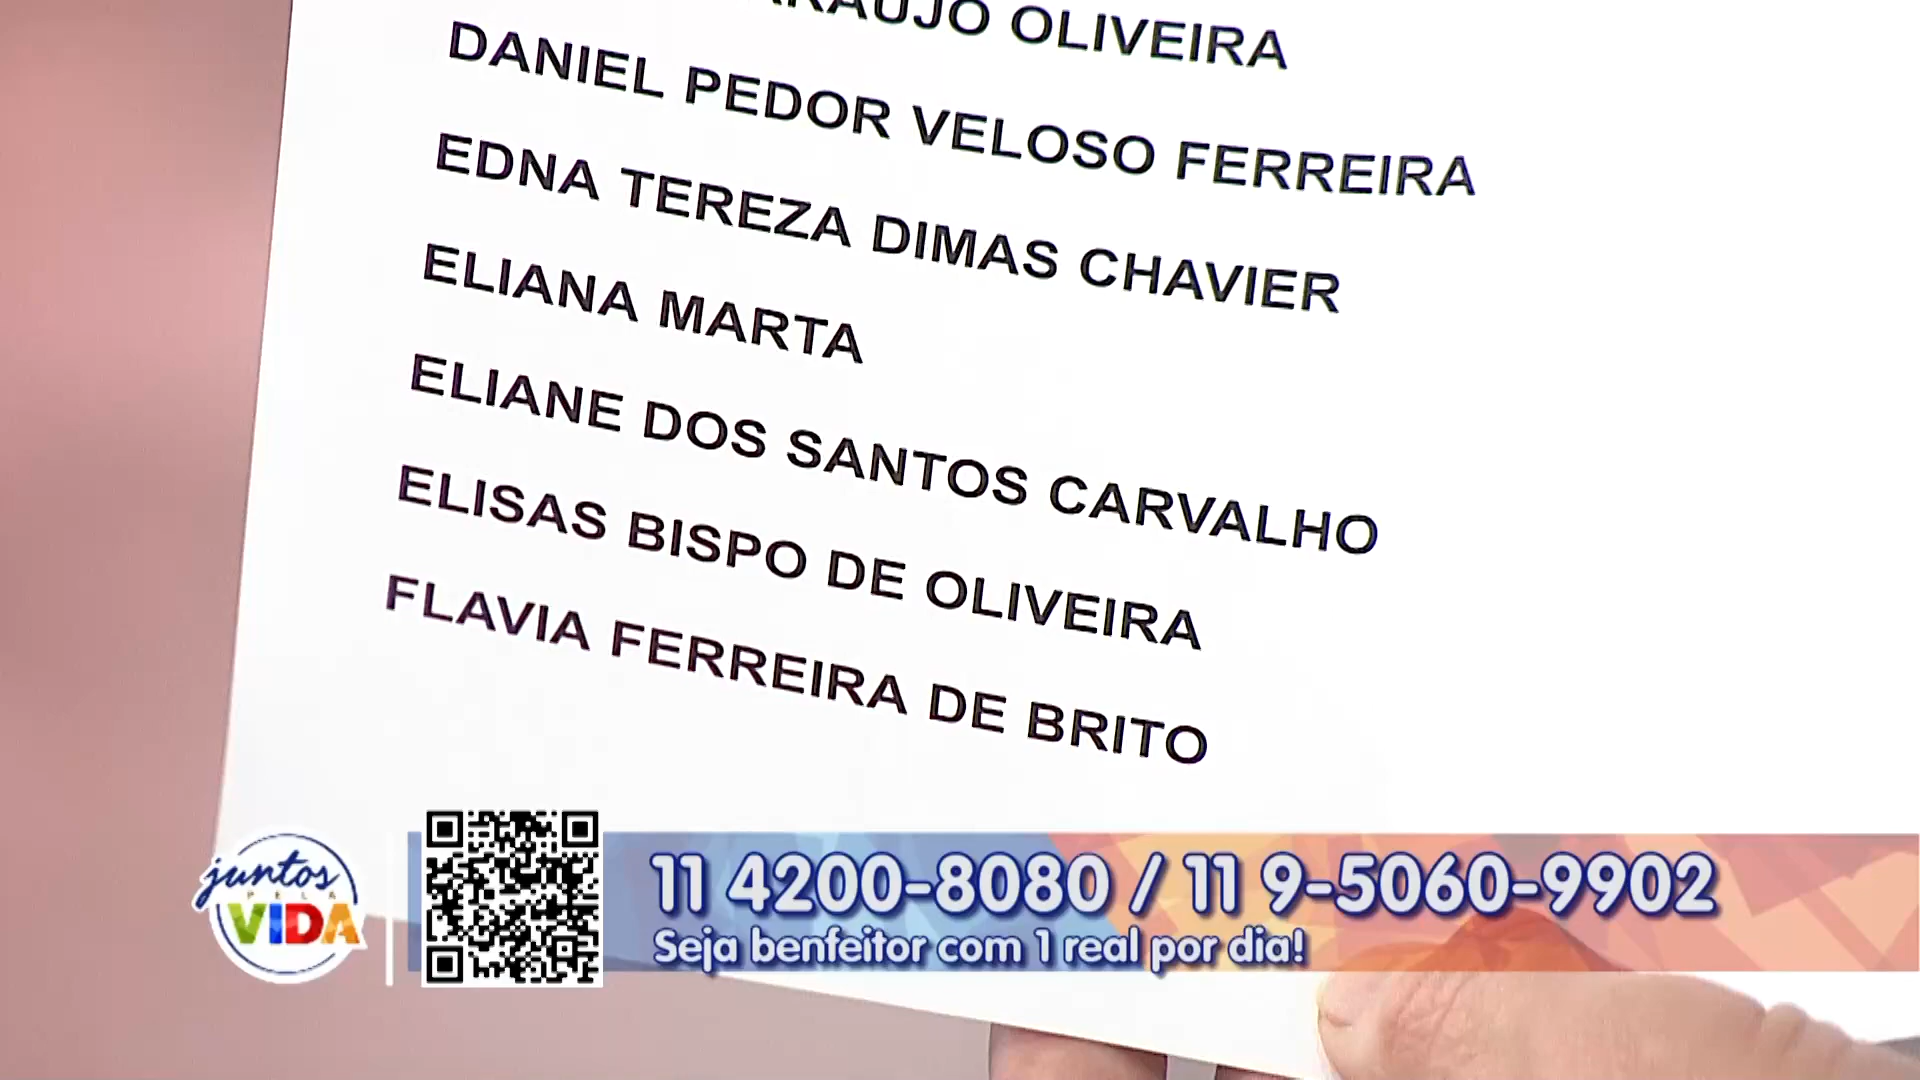 ARAUJO OLIVEIRA
DANIEL PEDOR VELOSO FERREIRA
EDNA TEREZA DIMAS CHAVIER
ELIANA MARTA
ELIANE DOS SANTOS CARVALHO
ELISAS BISPO DE OLIVEIRA
FLAVIA FERREIRA DE BRITO
juntos
PELA
VIDA
11 4200-8080 / 11 9-5060-9902
Seja benfeitor com 1 real por dia!